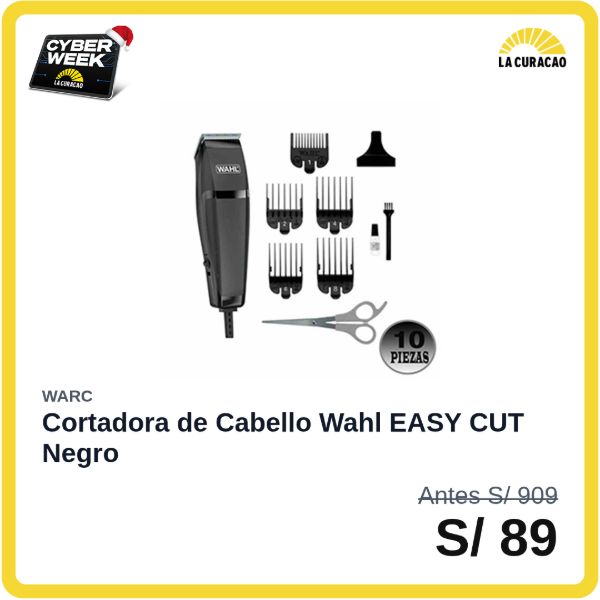 CYBER
WEEK
LA CURACAO
LA CURACAO
WAHL
10
PIEZAS
WARC
Cortadora de Cabello Wahl EASY CUT
Negro
Antes S/ 909
S/ 89